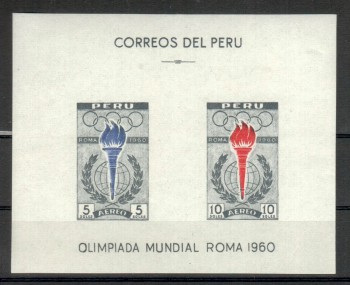 CORREOS DEL PERU
PERU
ROMA 1960
5 5
AEREO
PERU
ROMA 1960
10 10
AEREO
OLIMPIADA MUNDIAL ROMA 1960